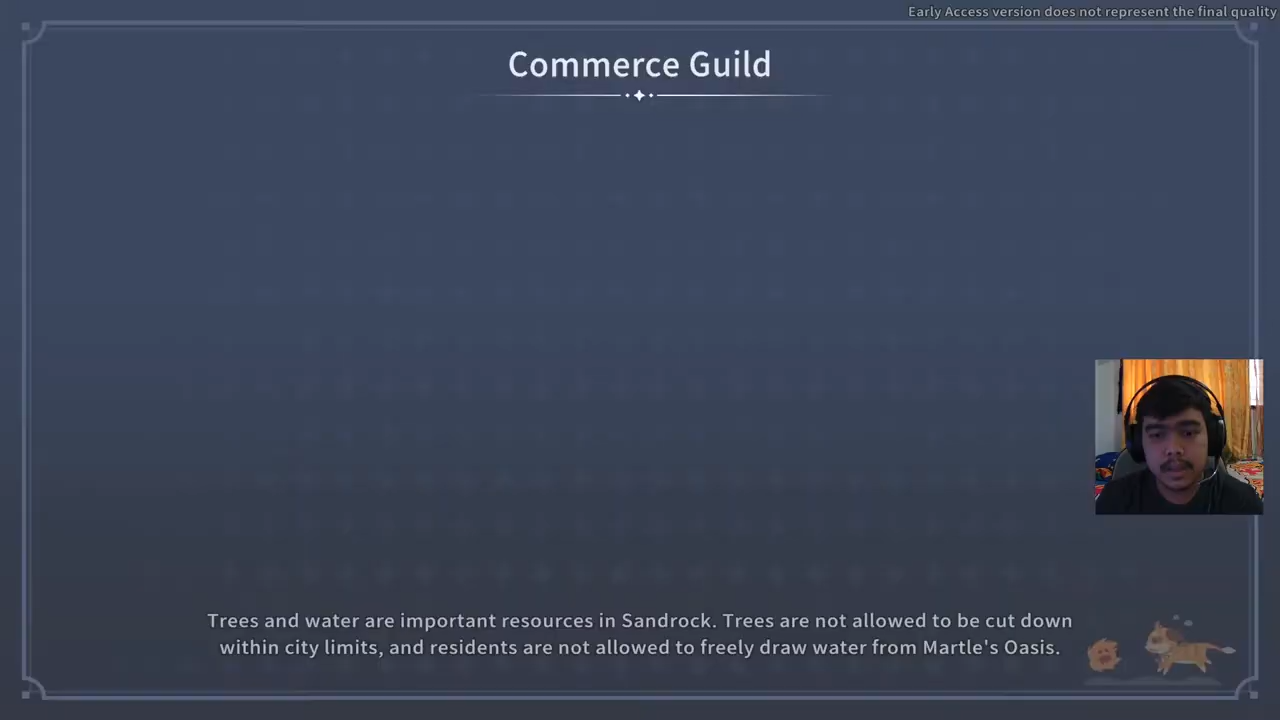 Early Access version does not represent the final quality
Commerce Guild
Trees and water are important resources in Sandrock. Trees are not allowed to be cut down
within city limits, and residents are not allowed to freely draw water from Martle's Oasis.